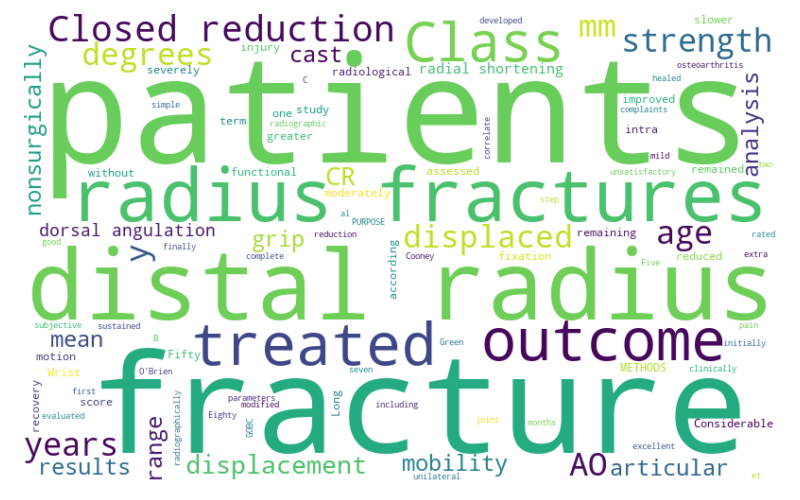 Closed reduction
Class
mm
slower
developed
strength
degrees
injury
cast
osteoarthritis
severely
radiological
radial shortening
C
healed
nonsurgically
patients
simple
one
study
term
radiographic
greater
correlate
improved
complaints
intra
analysis
mild
without
functional
CR
assessed
unsatisfactory
remained
two
moderately
radius fractures
step
al
PURPOSE
dorsal angulation
y
grip
displaced
remaining
age
rated
good
finally
reduction
complete
according
Cooney
fixation
Five
reduced
extra
distal radius
subjective
sustained
B
Fifty
treated
Green
outcome
pain
initially
mean
motion
Wrist
O'Brien
seven
METHODS
clinically
fracture
recovery
first
score
evaluated
radiographically
parameters
modified
Eighty
GOBC
Long
including
joint
months
Considerable
excellent
years
range
results
displacement
mobility
unilateral
AO
articular
et